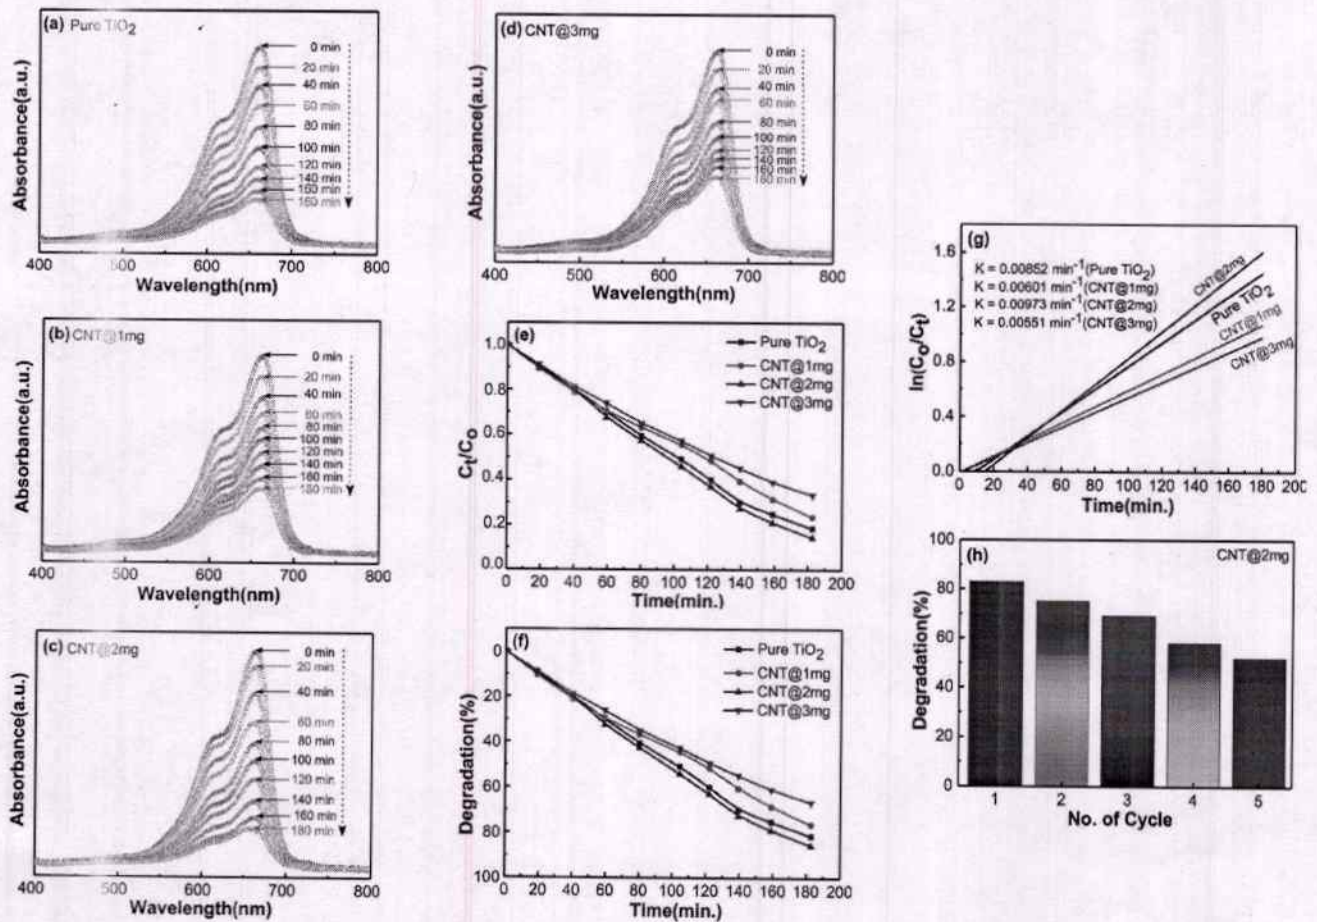 (a) Pure TiO2
0 min
20 min
40 min
60 min
80 min
100 min
120 min
140 min
160 min
160 min
Absorbance(a.u.)
400 500 600 700 800
Wavelength(nm)
(b) CNT@1mg
0 min
20 min
40 min
60 min
80 min
100 min
120 min
140 min
160 min
180 min
Absorbance(a.u.)
400 500 600 700 800
Wavelength(nm)
(c) CNT@2mg
0 min
20 min
40 min
60 min
80 min
100 min
120 min
140 min
160 min
180 min
Absorbance(a.u.)
400 500 600 700 800
Wavelength(nm)
(d) CNT@3mg
0 min
20 min
40 min
60 min
80 min
100 min
120 min
140 min
160 min
180 min
Absorbance(a.u.)
400 500 600 700 800
Wavelength(nm)
(e)
Pure TiO2
CNT@1mg
CNT@2mg
CNT@3mg
1.0
0.8
0.6
0.4
0.2
0.0
Ct/Co
0 20 40 60 80 100 120 140 160 180 200
Time(min.)
(f)
Pure TiO2
CNT@1mg
CNT@2mg
CNT@3mg
0
20
40
60
80
100
Degradation(%)
0 20 40 60 80 100 120 140 160 180 200
Time(min.)
(g)
K = 0.00852 min-1(Pure TiO2)
K = 0.00601 min-1(CNT@1mg)
K = 0.00973 min-1(CNT@2mg)
K = 0.00551 min-1(CNT@3mg)
CNT@2mg
Pure TiO2
CNT@1mg
CNT@3mg
1.6
1.2
0.8
0.4
0.0
ln(Co/Ct)
0 20 40 60 80 100 120 140 160 180 200
Time(min.)
(h) CNT@2mg
100
80
60
40
20
0
Degradation(%)
1 2 3 4 5
No. of Cycle